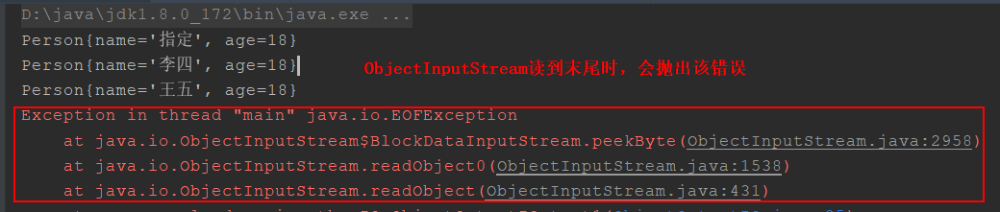 D:\java\jdk1.8.0_172\bin\java.exe ...
Person{name='指定', age=18}
Person{name='李四', age=18}
ObjectInputStream读到末尾时，会抛出该错误
Person{name='王五', age=18}
Exception in thread "main" java.io.EOFException
at java.io.ObjectInputStream$BlockDataInputStream.peekByte(ObjectInputStream.java:2958)
at java.io.ObjectInputStream.readObject0(ObjectInputStream.java:1538)
at java.io.ObjectInputStream.readObject(ObjectInputStream.java:431)